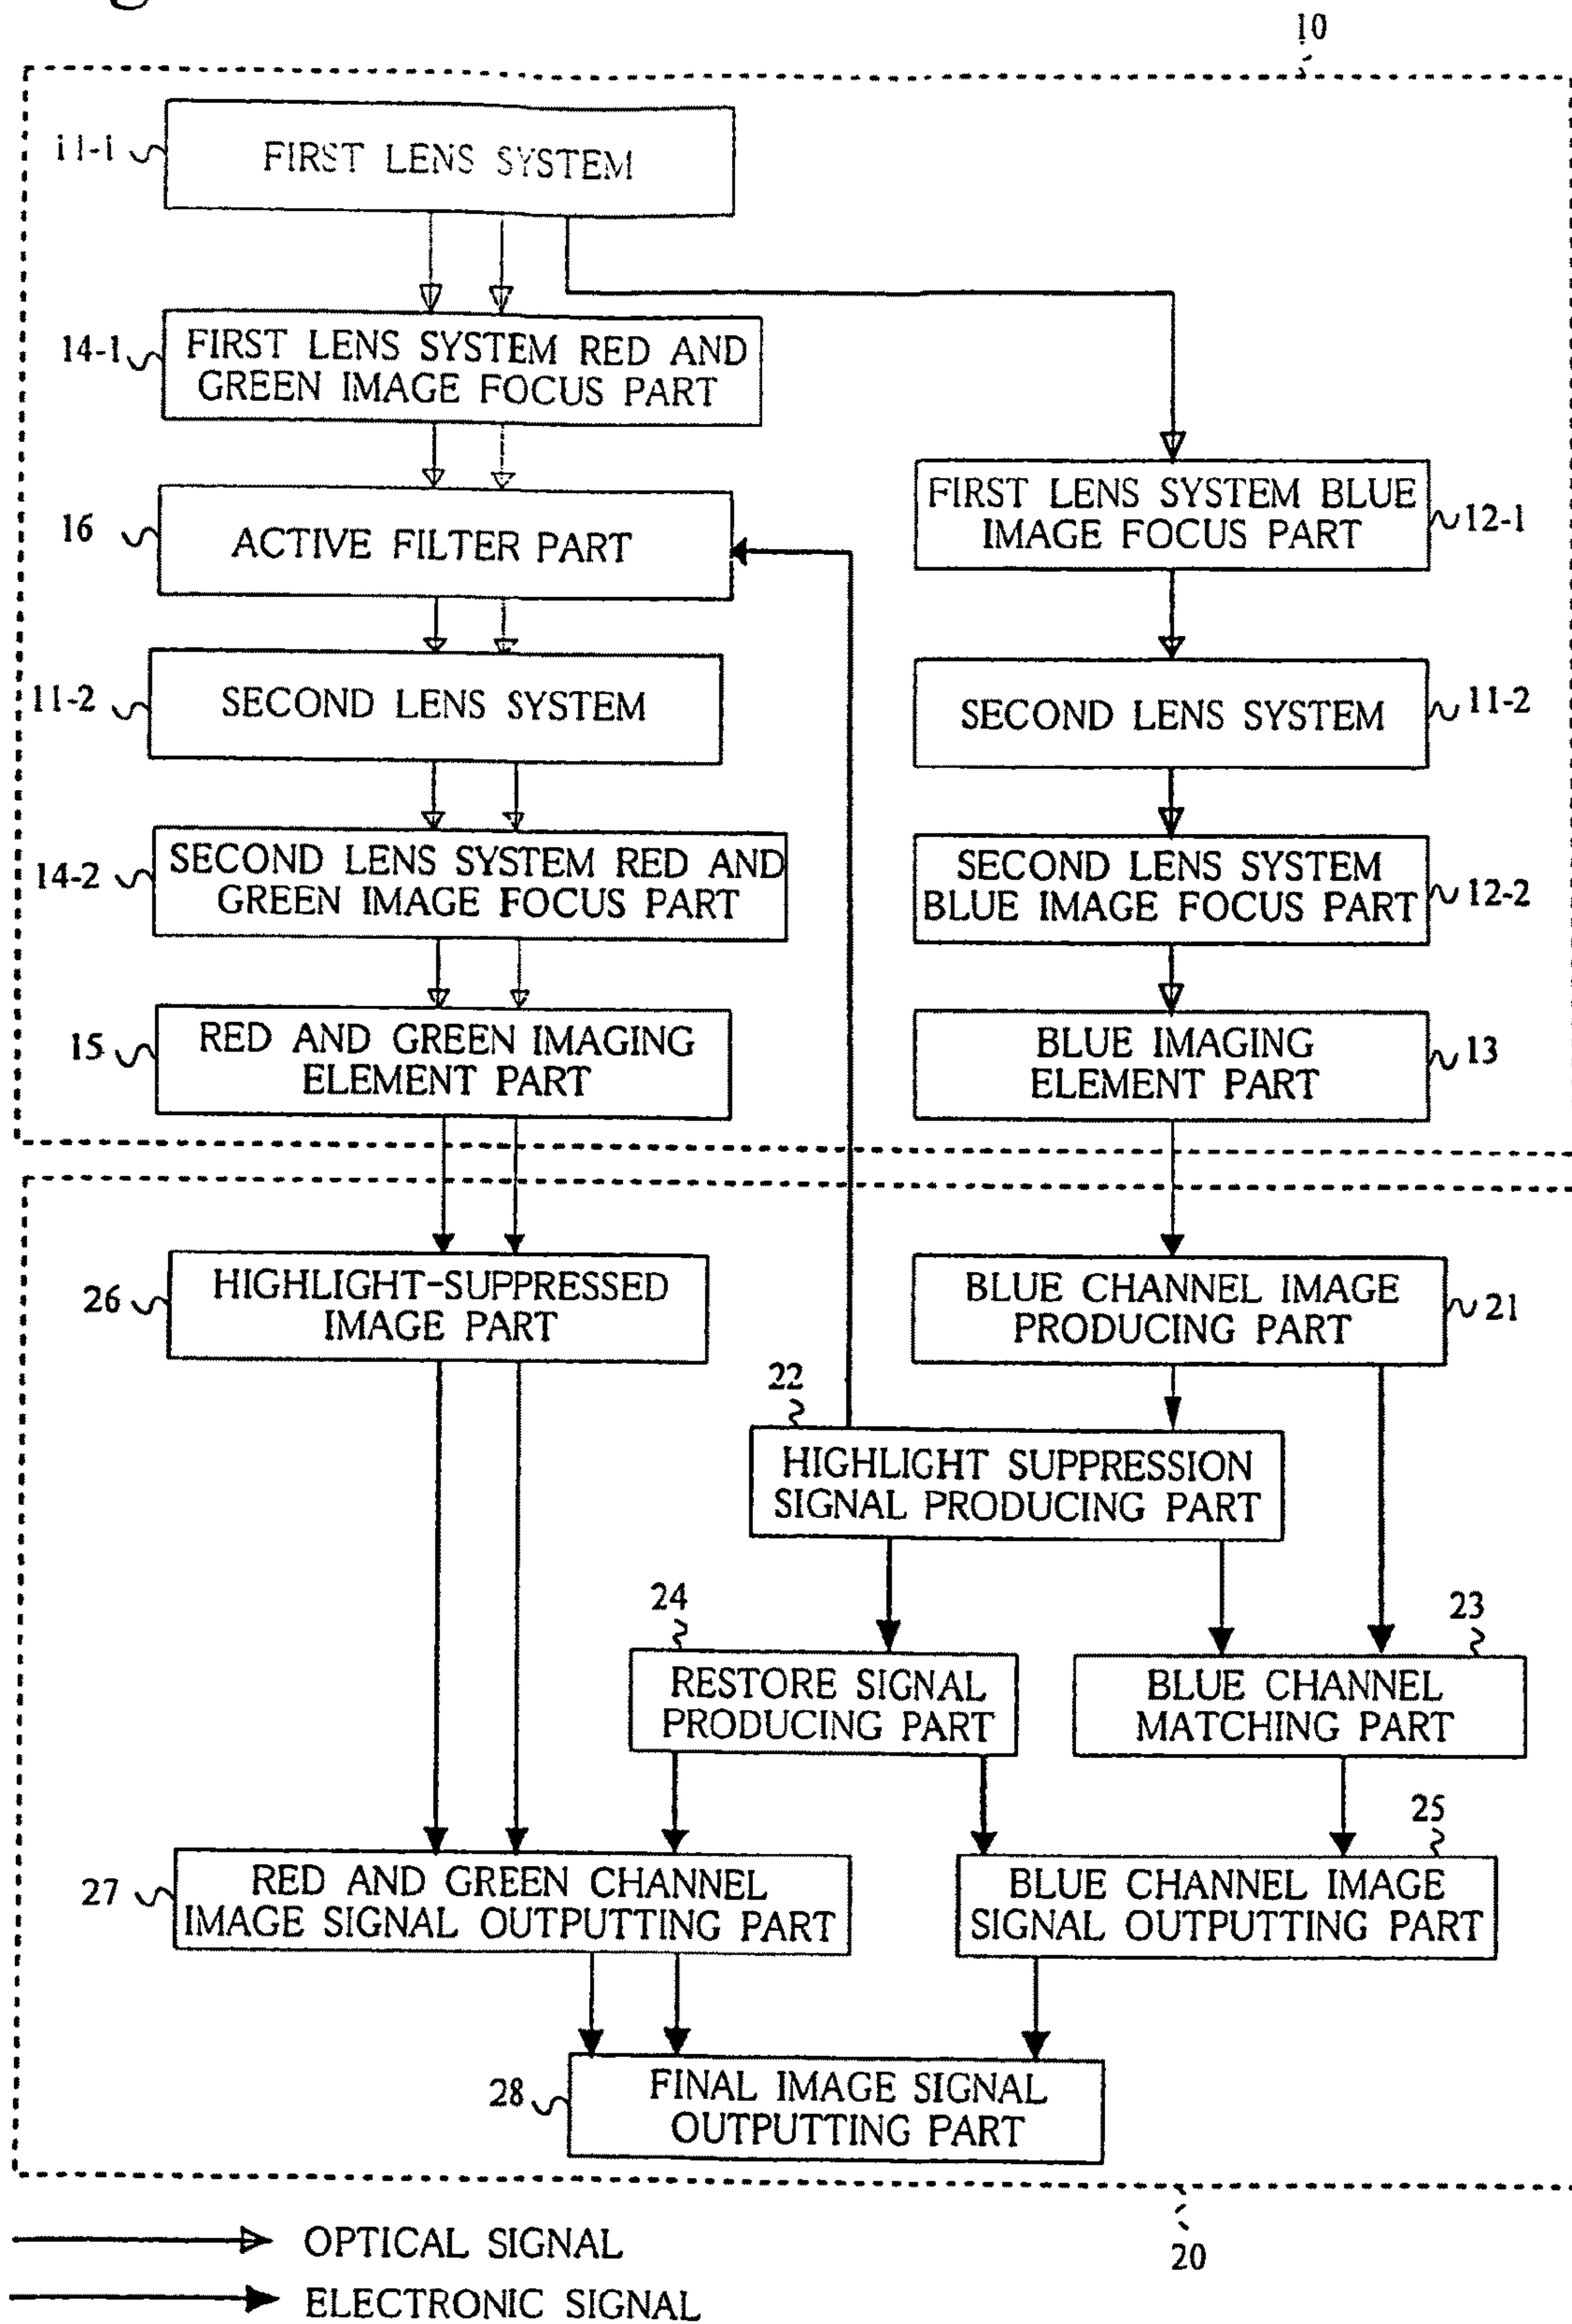 10
11-1 FIRST LENS SYSTEM
14-1 FIRST LENS SYSTEM RED AND
GREEN IMAGE FOCUS PART
FIRST LENS SYSTEM BLUE
IMAGE FOCUS PART
12-1
16 ACTIVE FILTER PART
11-2 SECOND LENS SYSTEM
SECOND LENS SYSTEM 11-2
14-2 SECOND LENS SYSTEM RED AND
GREEN IMAGE FOCUS PART
SECOND LENS SYSTEM
BLUE IMAGE FOCUS PART
12-2
15 RED AND GREEN IMAGING
ELEMENT PART
BLUE IMAGING
ELEMENT PART
13
26 HIGHLIGHT-SUPPRESSED
IMAGE PART
BLUE CHANNEL IMAGE
PRODUCING PART
21
22
HIGHLIGHT SUPPRESSION
SIGNAL PRODUCING PART
24
RESTORE SIGNAL
PRODUCING PART
23
BLUE CHANNEL
MATCHING PART
27 RED AND GREEN CHANNEL
IMAGE SIGNAL OUTPUTTING PART
25
BLUE CHANNEL IMAGE
SIGNAL OUTPUTTING PART
28 FINAL IMAGE SIGNAL
OUTPUTTING PART
20
OPTICAL SIGNAL
ELECTRONIC SIGNAL